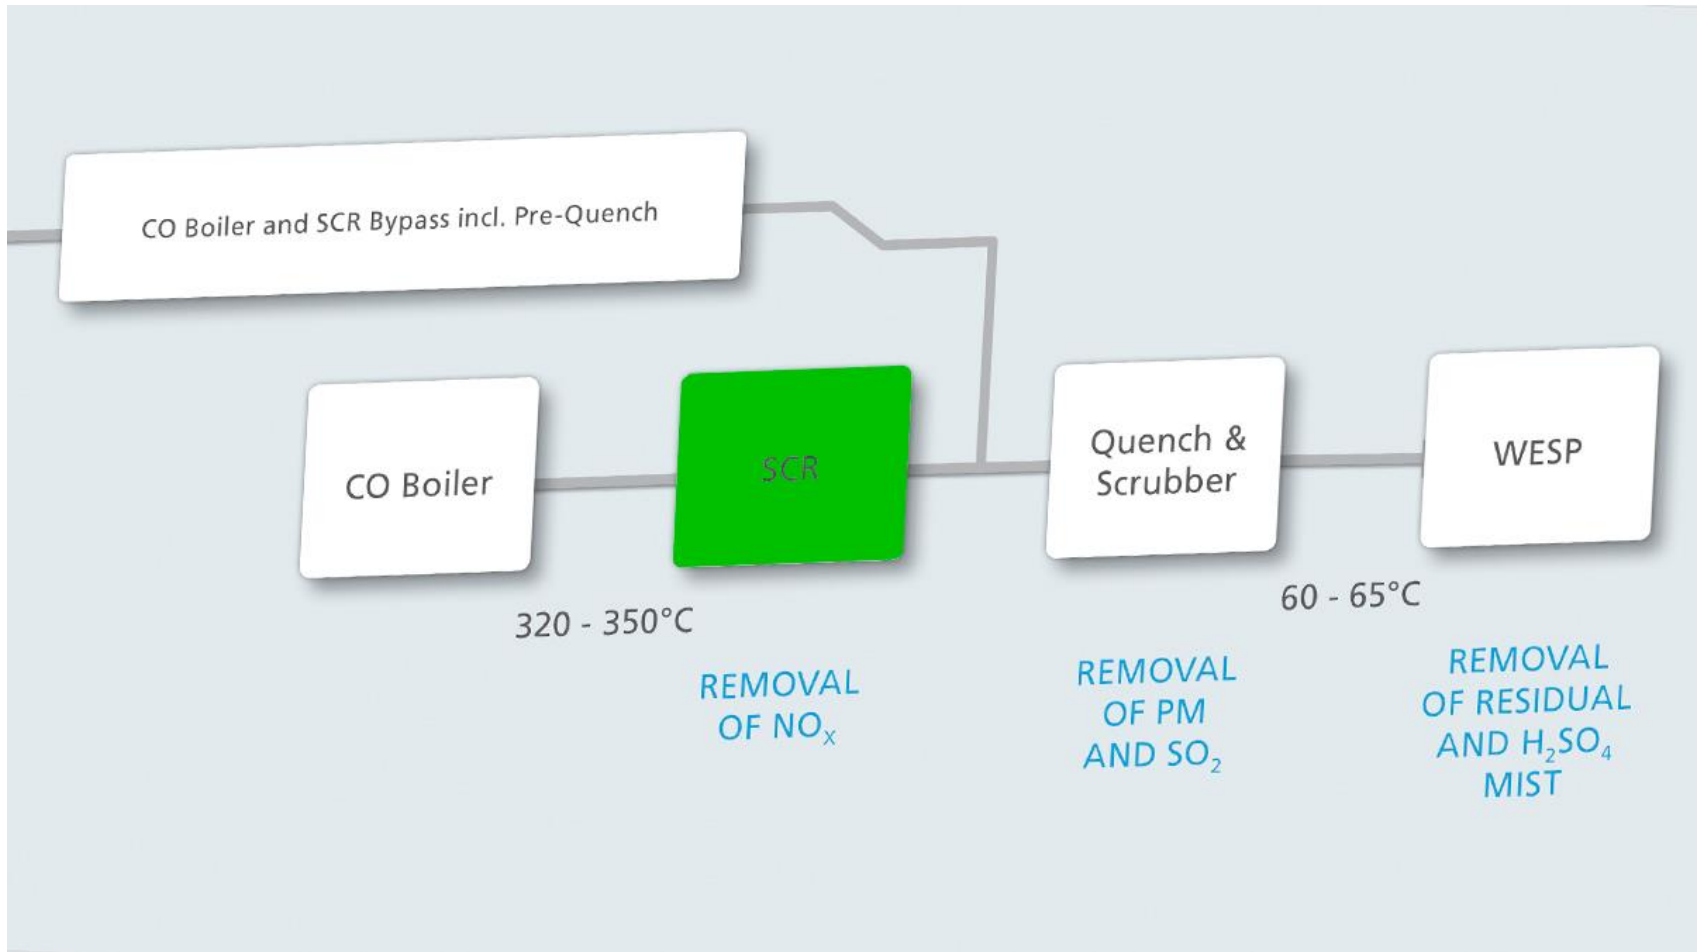 CO Boiler and SCR Bypass incl. Pre-Quench
CO Boiler
SCR
Quench &
Scrubber
WESP
320 - 350°C
60 - 65°C
REMOVAL
OF NOₓ
REMOVAL
OF PM
AND SO₂
REMOVAL
OF RESIDUAL
AND H₂SO₄
MIST